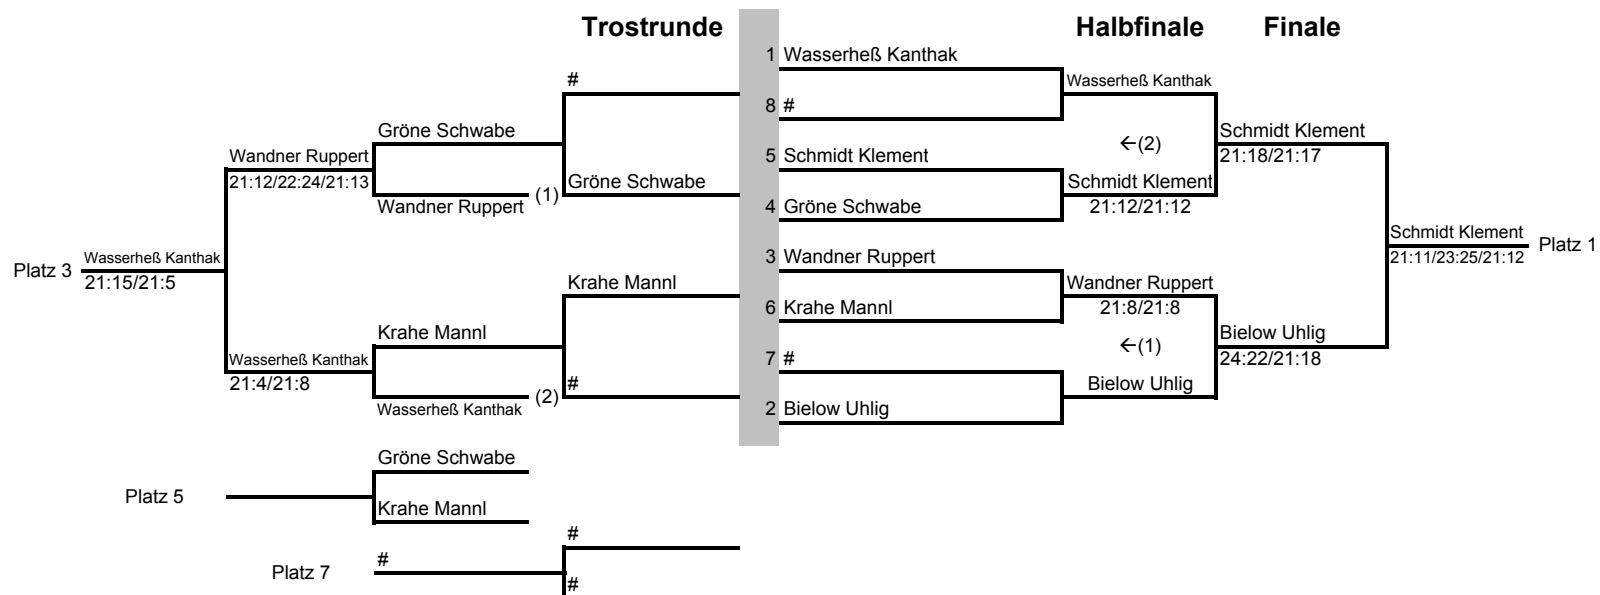 Trostrunde
Halbfinale
Finale
1 Wasserheß Kanthak
8 #
5 Schmidt Klement
4 Gröne Schwabe
3 Wandner Ruppert
6 Krahe Mannl
7 #
2 Bielow Uhlig
Wasserheß Kanthak
←(2)
Schmidt Klement
21:12/21:12
Wandner Ruppert
21:8/21:8
←(1)
Bielow Uhlig
Schmidt Klement
21:18/21:17
Bielow Uhlig
24:22/21:18
Schmidt Klement
21:11/23:25/21:12
Platz 1
#
Gröne Schwabe
Krahe Mannl
#
Gröne Schwabe
Wandner Ruppert (1)
Krahe Mannl
Wasserheß Kanthak (2)
Wandner Ruppert
21:12/22:24/21:13
Wasserheß Kanthak
21:4/21:8
Platz 3
Wasserheß Kanthak
21:15/21:5
Gröne Schwabe
Platz 5
Krahe Mannl
#
#
Platz 7
#